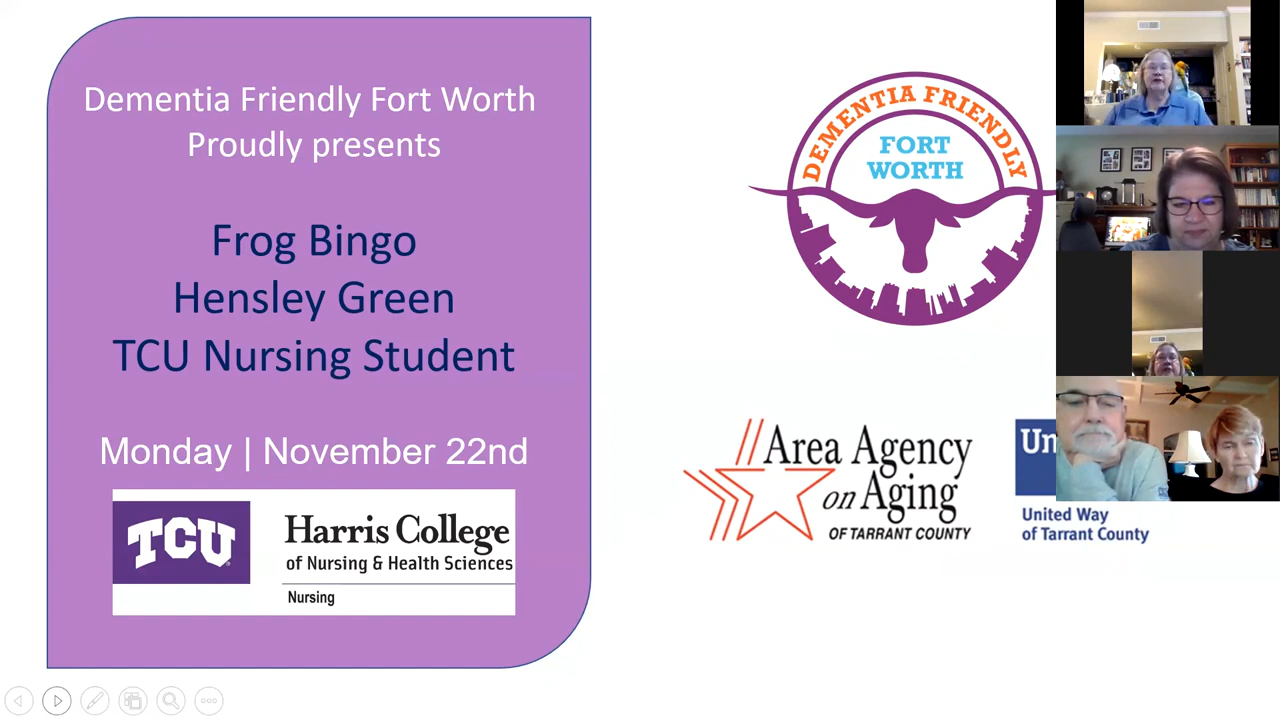 Dementia Friendly Fort Worth
Proudly presents
Frog Bingo
Hensley Green
TCU Nursing Student
Monday | November 22nd
TCU
Harris College
of Nursing & Health Sciences
Nursing
DEMENTIA FRIENDLY
FORT
WORTH
Area Agency
on Aging
OF TARRANT COUNTY
Un
United Way
of Tarrant County